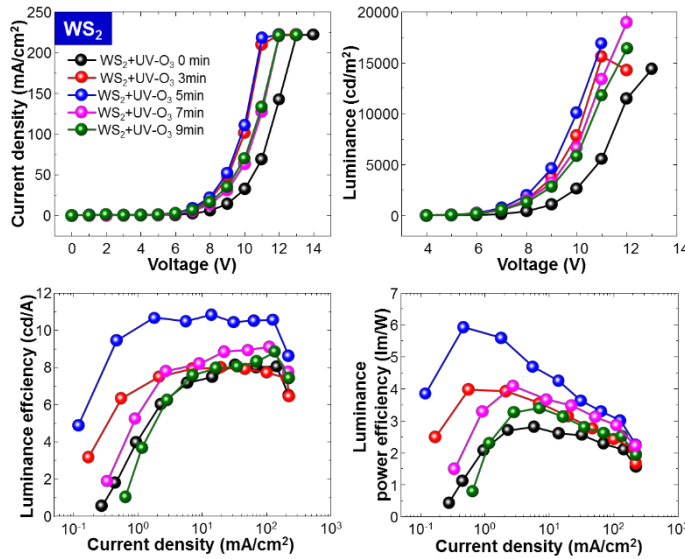 WS₂
Current density (mA/cm²)
250
200
150
100
50
0
WS₂+UV-O₃ 0 min
WS₂+UV-O₃ 3min
WS₂+UV-O₃ 5min
WS₂+UV-O₃ 7min
WS₂+UV-O₃ 9min
0 2 4 6 8 10 12 14
Voltage (V)
Luminance (cd/m²)
20000
15000
10000
5000
0
4 6 8 10 12 14
Voltage (V)
Luminance effciency (cd/A)
12
10
8
6
4
2
0
10⁻¹ 10⁰ 10¹ 10² 10³
Current density (mA/cm²)
Luminance
power efficiency (lm/W)
7
6
5
4
3
2
1
0
10⁻¹ 10⁰ 10¹ 10² 10³
Current density (mA/cm²)